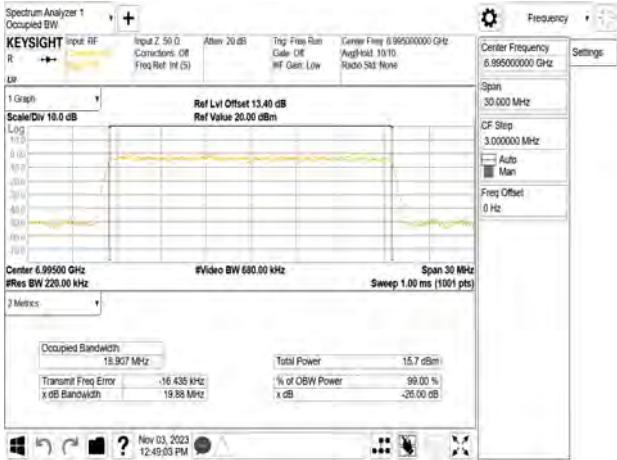 Spectrum Analyzer 1
Occupied BW
+
Frequency
KEYSIGHT
R
Input: RF
Input Z: 50 Ω
Corrections: Off
Freq Ref: Int (S)
Atten: 20 dB
Trig: Free Run
Gate: Off
#IF Gain: Low
Center Freq: 6.995000000 GHz
Avg|Hold: 10/10
Radio Std: None
Center Frequency
6.995000000 GHz
Settings
Span
30.000 MHz
CF Step
3.000000 MHz
Auto
Man
Freq Offset
0 Hz
1 Graph
Scale/Div 10.0 dB
Ref Lvl Offset 13.40 dB
Ref Value 20.00 dBm
Log
10.0
0.00
Center 6.99500 GHz
#Res BW 220.00 kHz
#Video BW 680.00 kHz
Span 30 MHz
Sweep 1.00 ms (1001 pts)
2 Metrics
Occupied Bandwidth
18.907 MHz
Total Power
15.7 dBm
Transmit Freq Error
-16.435 kHz
% of OBW Power
99.00 %
x dB Bandwidth
19.88 MHz
x dB
-26.00 dB
?
Nov 03, 2023
12:49:03 PM